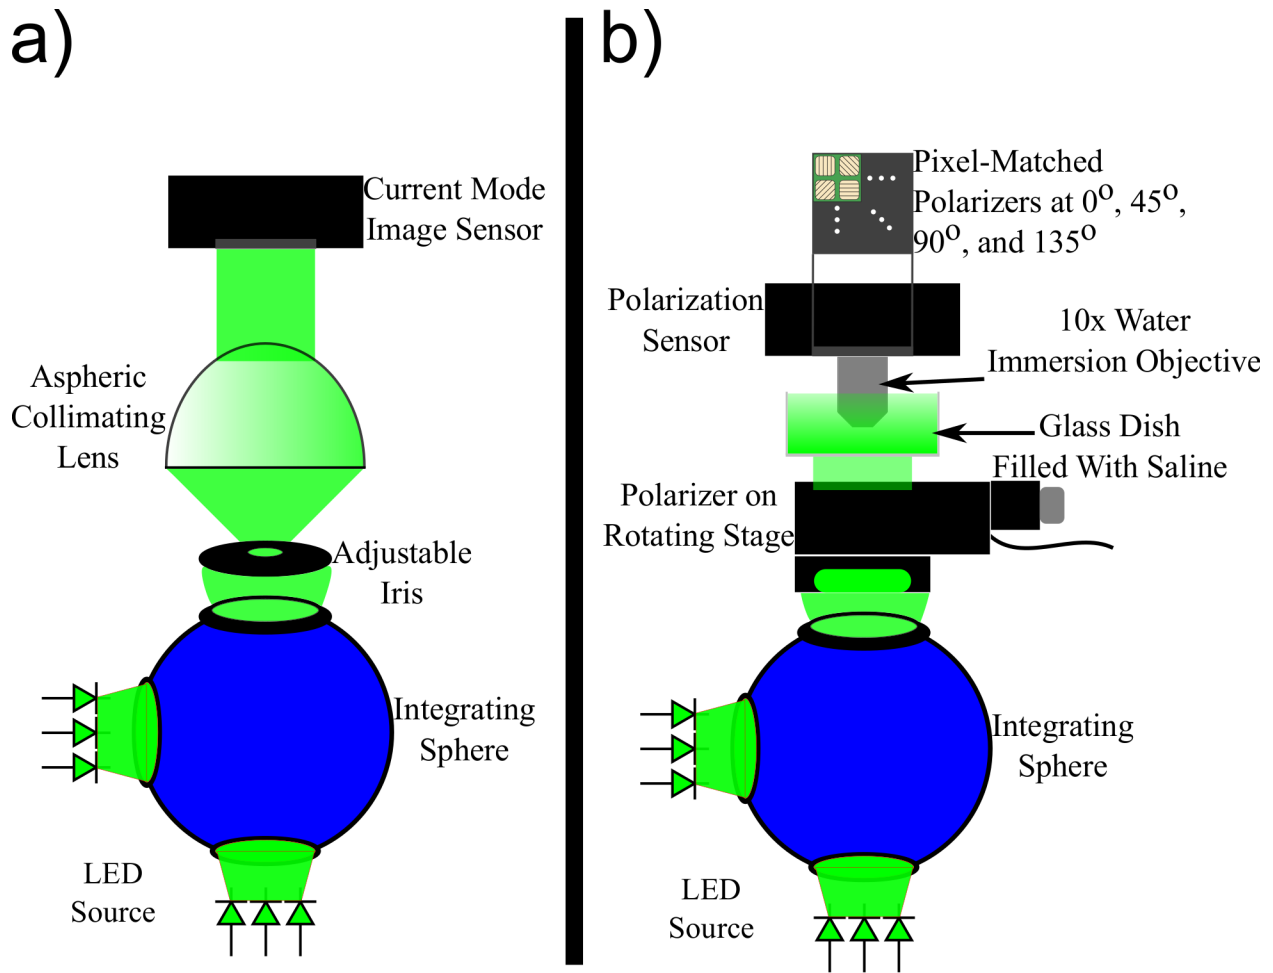 a)
Current Mode
Image Sensor
Aspheric
Collimating
Lens
Adjustable
Iris
Integrating
Sphere
LED
Source
b)
Pixel-Matched
Polarizers at 0º, 45º,
90º, and 135º
Polarization
Sensor
10x Water
Immersion Objective
Glass Dish
Filled With Saline
Polarizer on
Rotating Stage
Integrating
Sphere
LED
Source